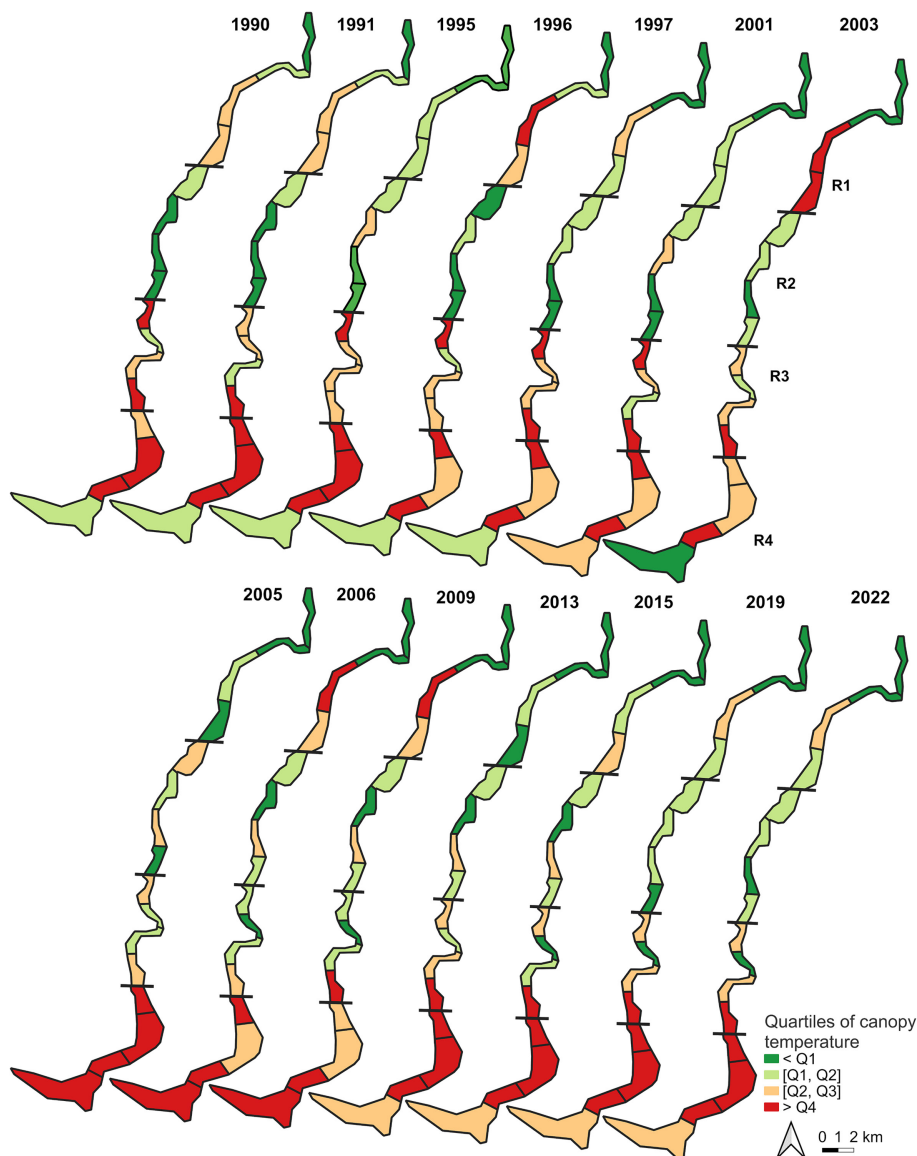 1990 1991 1995 1996 1997 2001 2003
R1
R2
R3
R4
2005 2006 2009 2013 2015 2019 2022
Quartiles of canopy
temperature
< Q1
[Q1, Q2]
[Q2, Q3]
> Q4
0 1 2 km